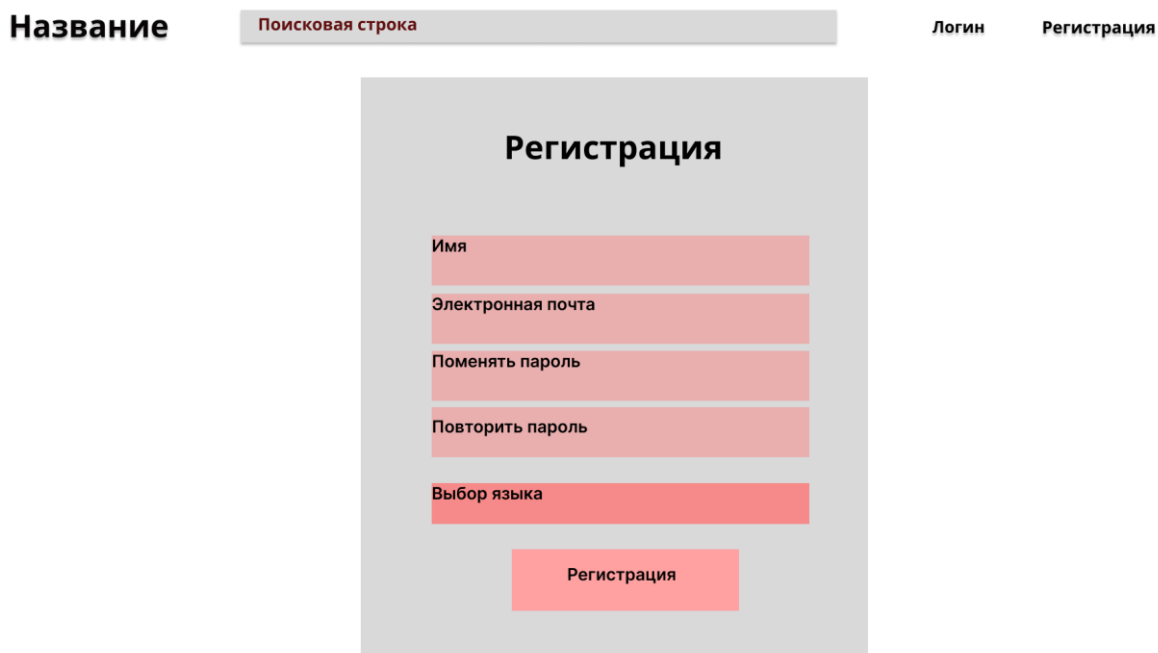 Название
Поисковая строка
Логин
Регистрация
Регистрация
Имя
Электронная почта
Поменять пароль
Повторить пароль
Выбор языка
Регистрация